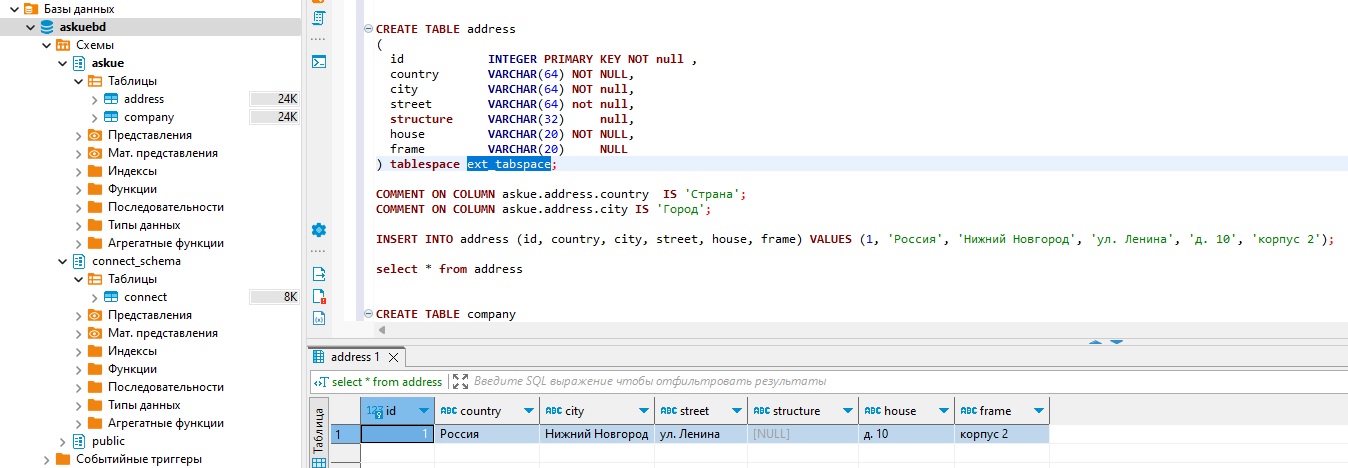 Базы данных
askuebd
Схемы
askue
Таблицы
address 24K
company 24K
Представления
Мат. представления
Индексы
Функции
Последовательности
Типы данных
Агрегатные функции
connect_schema
Таблицы
connect 8K
Представления
Мат. представления
Индексы
Функции
Последовательности
Типы данных
Агрегатные функции
public
Событийные триггеры
CREATE TABLE address
(
id INTEGER PRIMARY KEY NOT null ,
country VARCHAR(64) NOT NULL,
city VARCHAR(64) NOT null,
street VARCHAR(64) not null,
structure VARCHAR(32) null,
house VARCHAR(20) NOT NULL,
frame VARCHAR(20) NULL
) tablespace ext_tabspace;
COMMENT ON COLUMN askue.address.country IS 'Страна';
COMMENT ON COLUMN askue.address.city IS 'Город';
INSERT INTO address (id, country, city, street, house, frame) VALUES (1, 'Россия', 'Нижний Новгород', 'ул. Ленина', 'д. 10', 'корпус 2');
select * from address
CREATE TABLE company
address 1
select * from address Введите SQL выражение чтобы отфильтровать результаты
Таблица
123 id ABC country ABC city ABC street ABC structure ABC house ABC frame
1 1 Россия Нижний Новгород ул. Ленина [NULL] д. 10 корпус 2